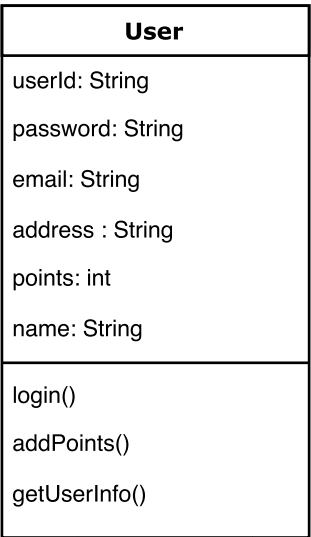 User
userId: String
password: String
email: String
address : String
points: int
name: String
login()
addPoints()
getUserInfo()